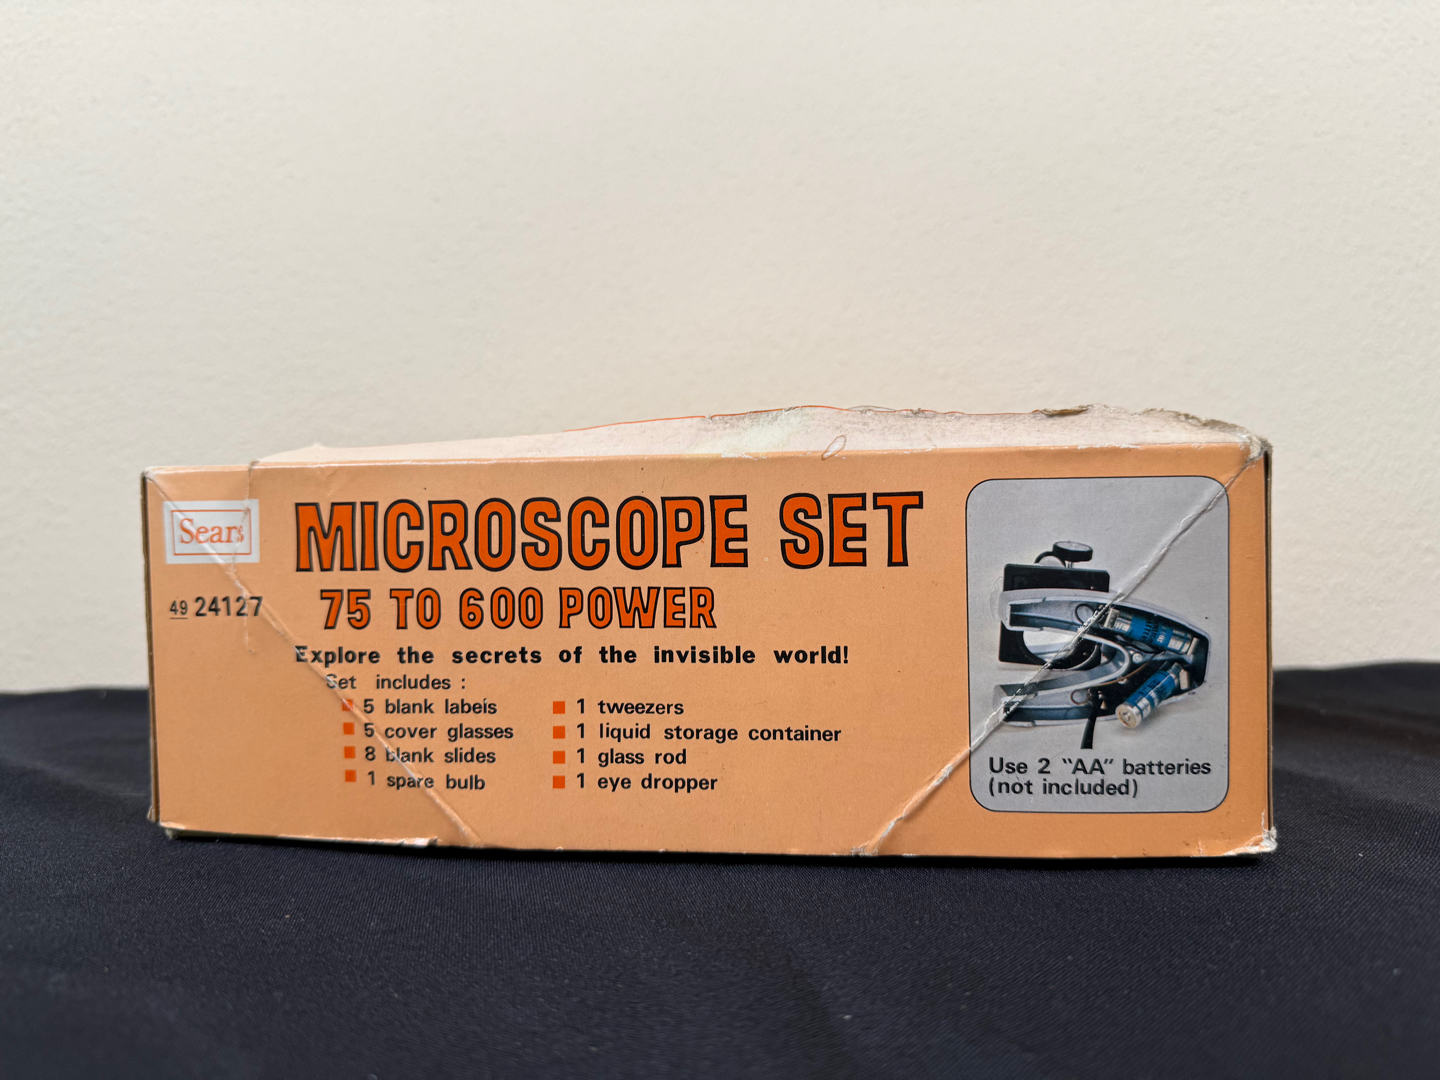 Sears
49 24127
MICROSCOPE SET
75 TO 600 POWER
Explore the secrets of the invisible world!
Set includes :
5 blank labels
5 cover glasses
8 blank slides
1 spare bulb
1 tweezers
1 liquid storage container
1 glass rod
1 eye dropper
Use 2 "AA" batteries
(not included)